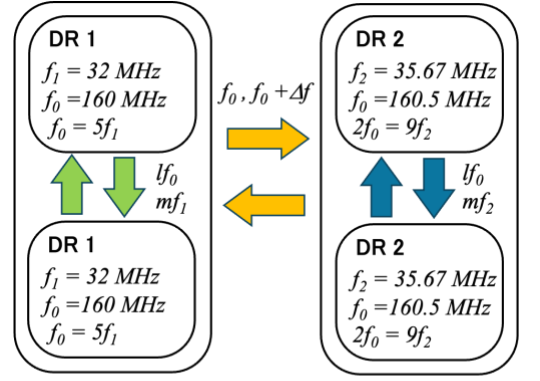 DR 1
f₁ = 32 MHz
f₀ =160 MHz
f₀ = 5f₁
DR 2
f₂ = 35.67 MHz
f₀ =160.5 MHz
2f₀ = 9f₂
f₀ , f₀ +Δf
lf₀
mf₁
lf₀
mf₂
DR 1
f₁ = 32 MHz
f₀ =160 MHz
f₀ = 5f₁
DR 2
f₂ = 35.67 MHz
f₀ =160.5 MHz
2f₀ = 9f₂